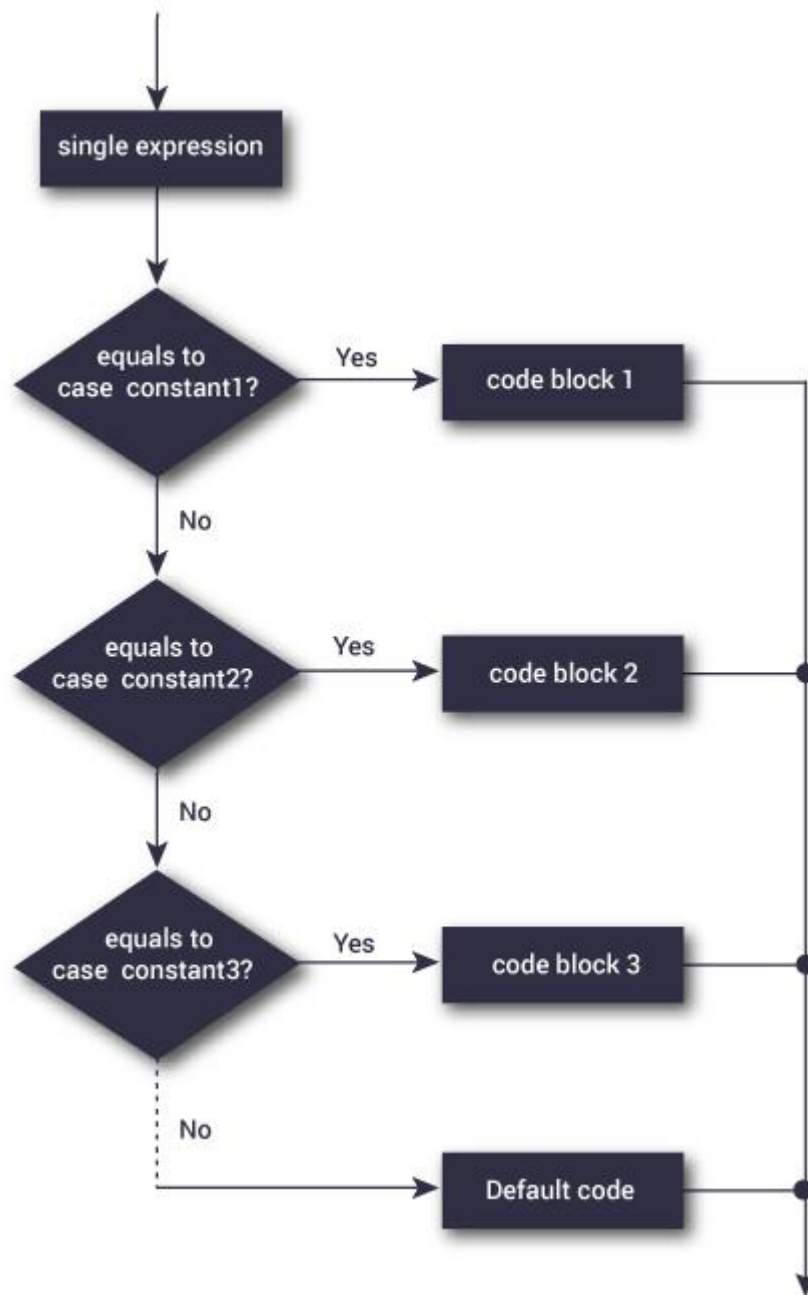 single expression
equals to
case constant1?
Yes
code block 1
No
equals to
case constant2?
Yes
code block 2
No
equals to
case constant3?
Yes
code block 3
No
Default code